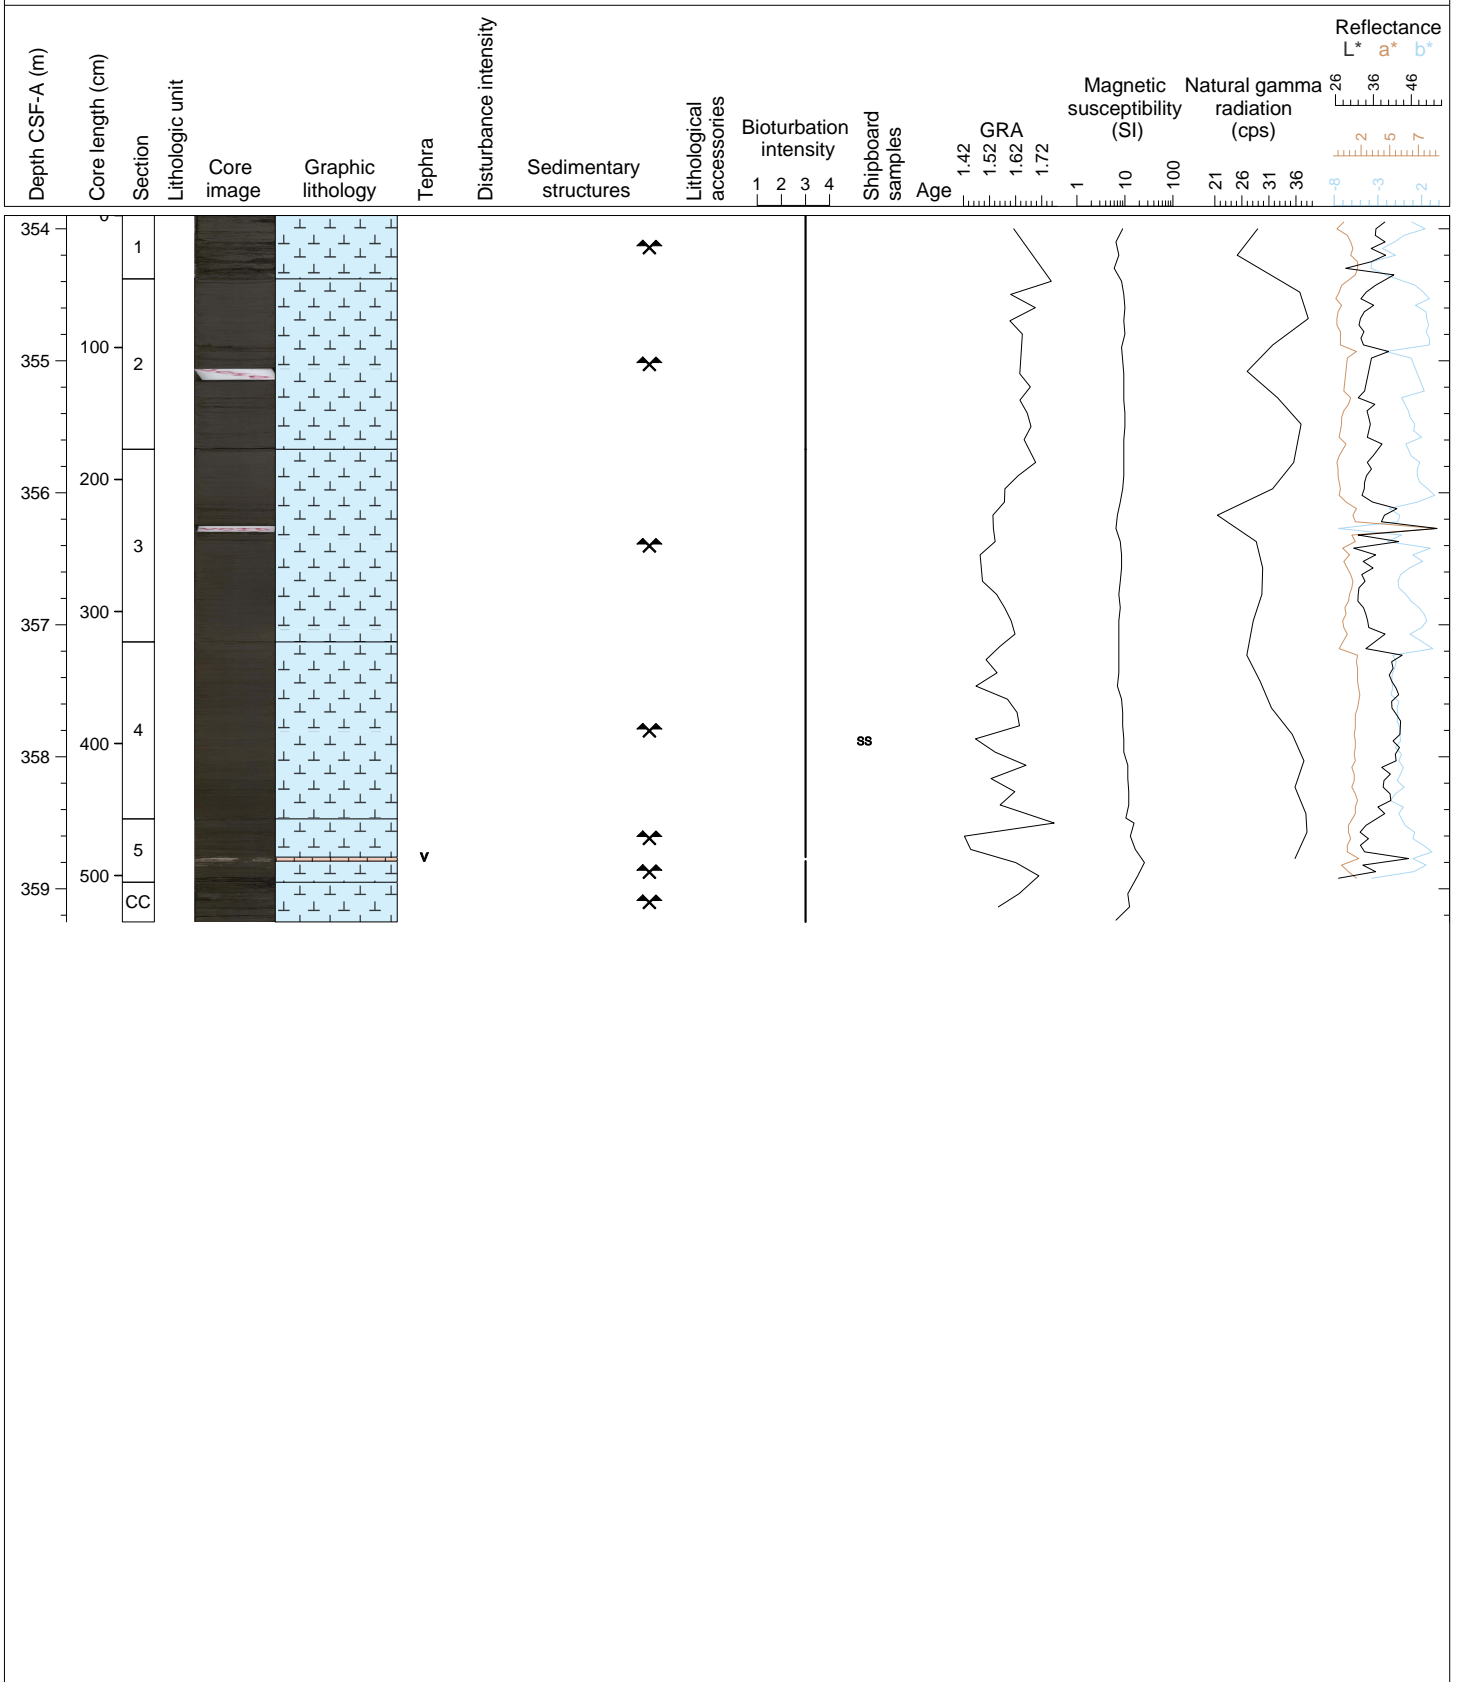 Depth CSF-A (m)
Core length (cm)
Section
Lithologic unit
Core
image
Graphic
lithology
Tephra
Disturbance intensity
Sedimentary
structures
Lithological
accessories
Bioturbation
intensity
1 2 3 4
Shipboard
samples
Age
GRA
1.42 1.52 1.62 1.72
Magnetic
susceptibility
(SI)
1 10 100
Natural gamma
radiation
(cps)
21 26 31 36
Reflectance
L* a* b*
26 36 46
2 5 7
-8 -3 2
354
355
356
357
358
359
0
100
200
300
400
500
1
2
3
4
5
CC
v
ss